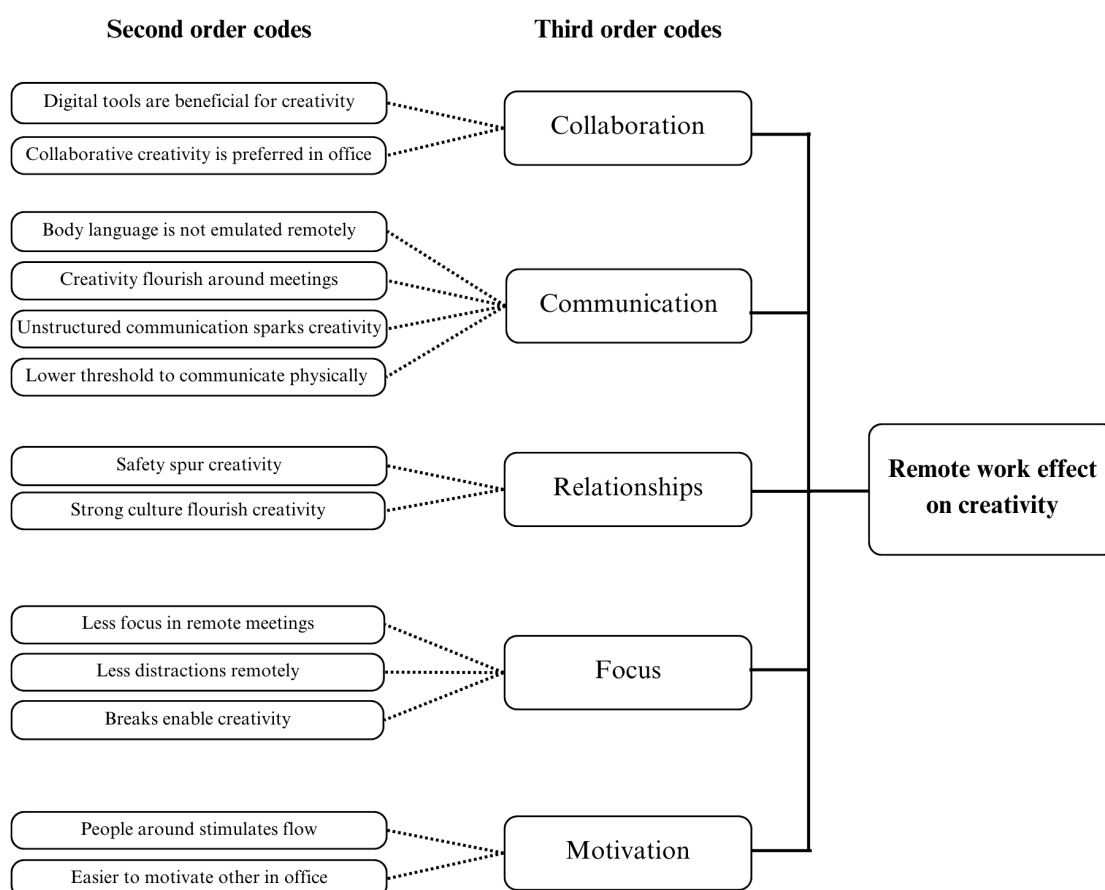 Second order codes
Third order codes
Digital tools are beneficial for creativity
Collaborative creativity is preferred in office
Collaboration
Body language is not emulated remotely
Creativity flourish around meetings
Unstructured communication sparks creativity
Lower threshold to communicate physically
Communication
Safety spur creativity
Strong culture flourish creativity
Relationships
Less focus in remote meetings
Less distractions remotely
Breaks enable creativity
Focus
People around stimulates flow
Easier to motivate other in office
Motivation
Remote work effect
on creativity